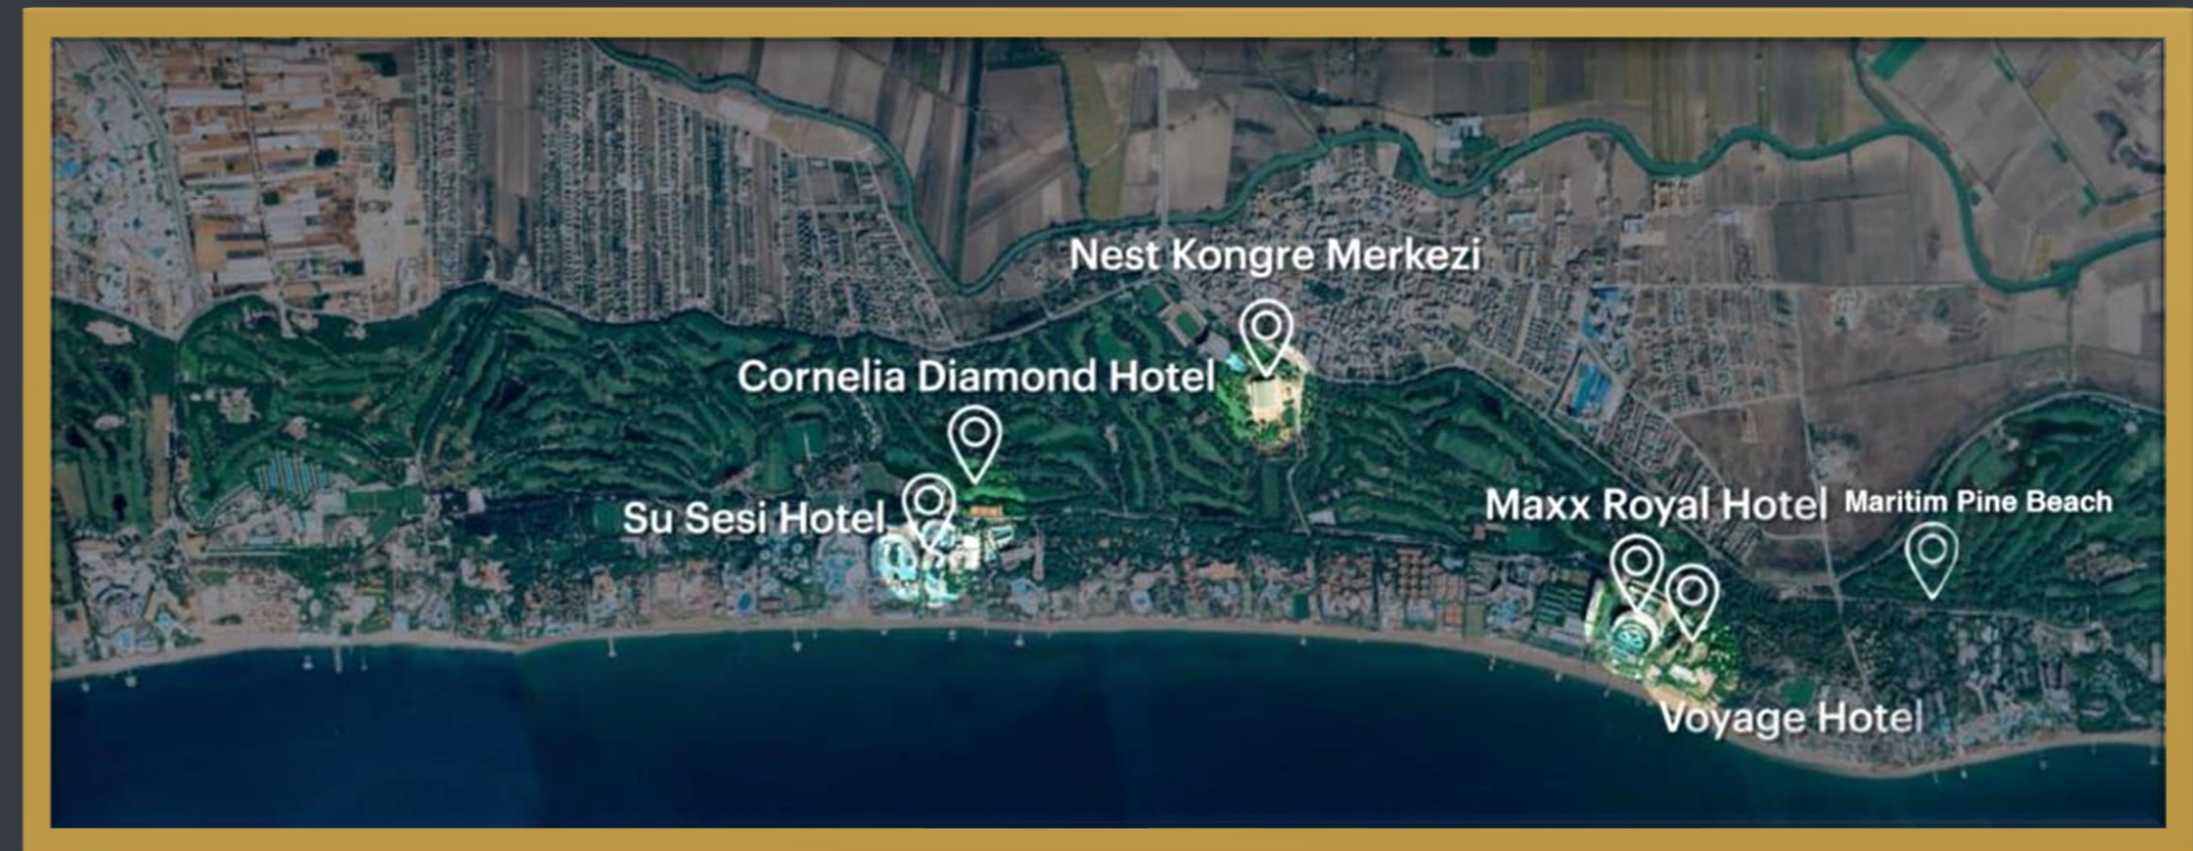 Nest Kongre Merkezi
Cornelia Diamond Hotel
Su Sesi Hotel
Maxx Royal Hotel
Maritim Pine Beach
Voyage Hotel